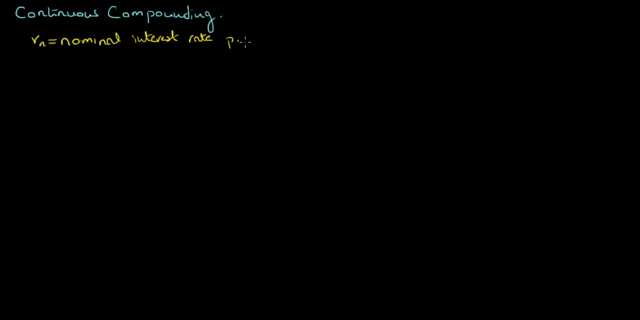 Continuous Compounding.
rₙ = nominal interest rate